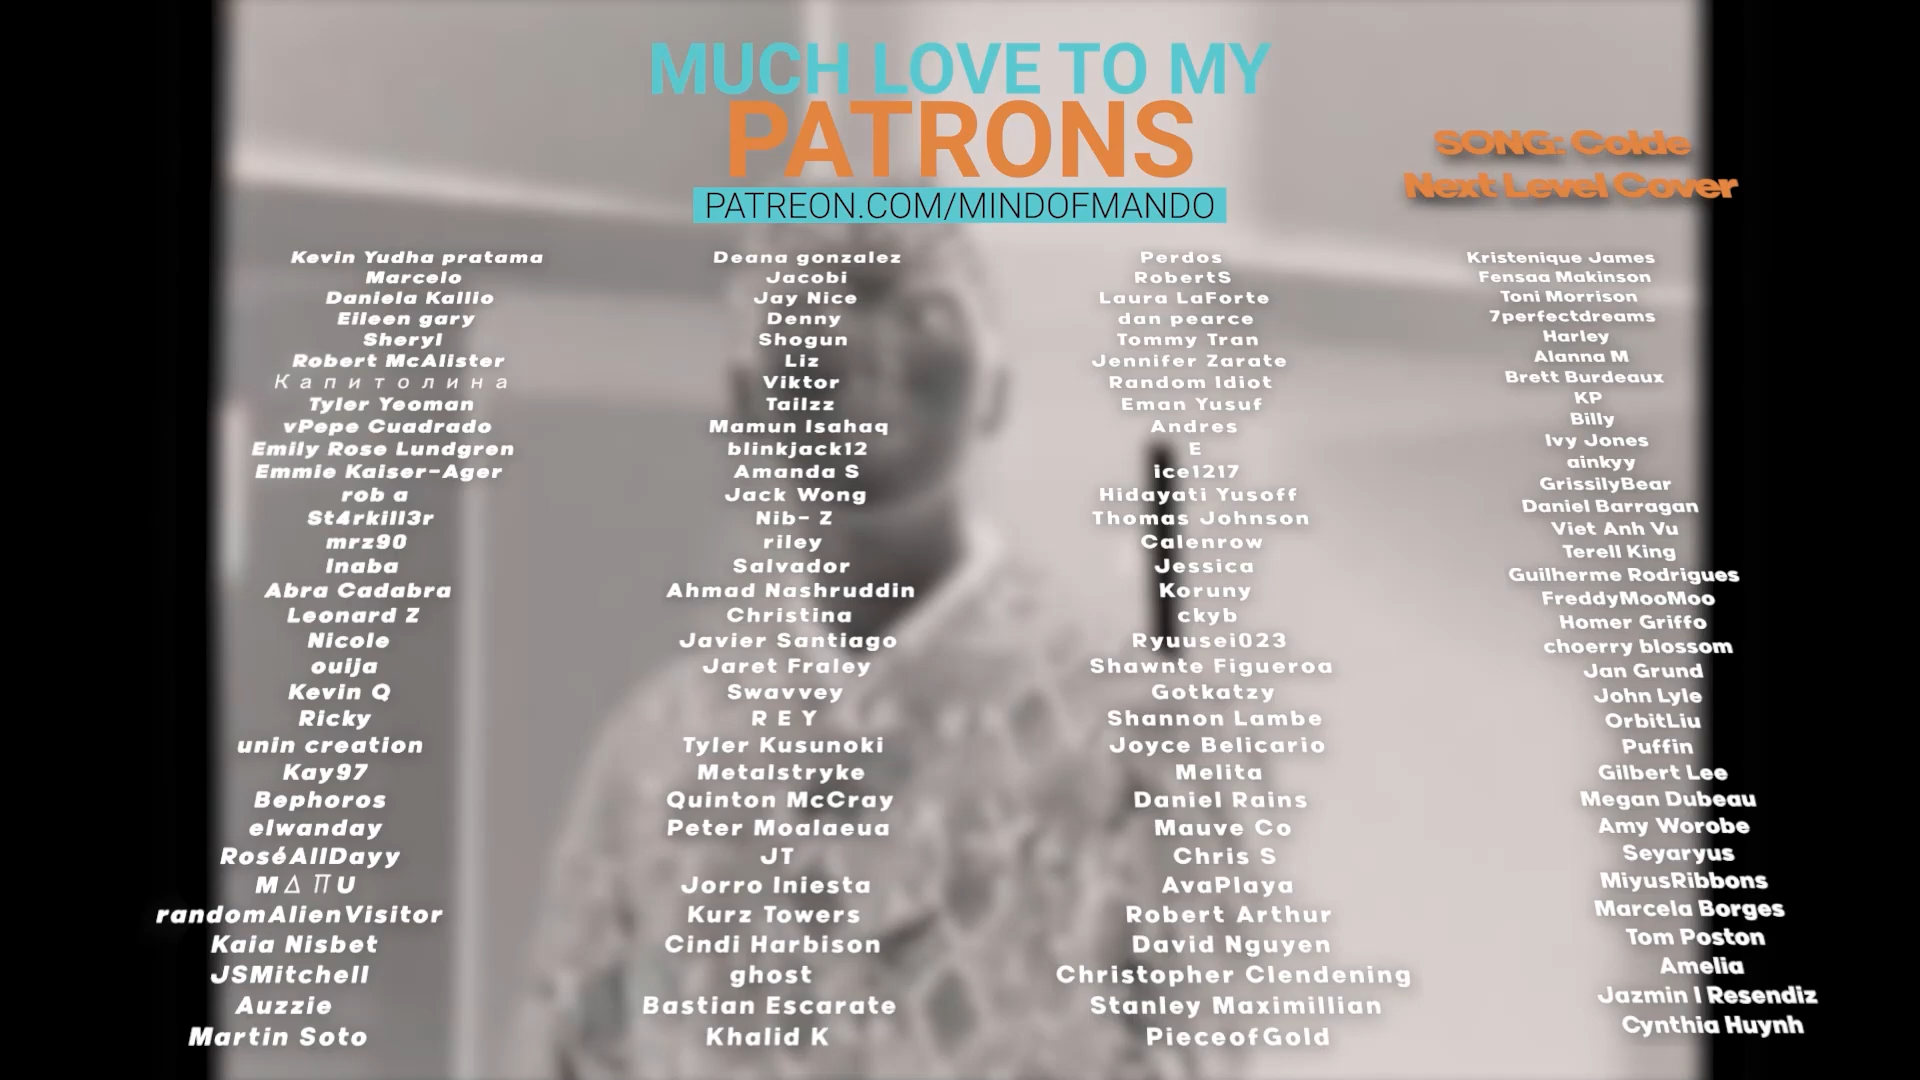 MUCH LOVE TO MY
PATRONS
PATREON.COM/MINDOFMANDO
SONG: Colde
Next Level Cover
Kevin Yudha pratama
Marcelo
Daniela Kallio
Eileen gary
Sheryl
Robert McAlister
Капитолина
Tyler Yeoman
vPepe Cuadrado
Emily Rose Lundgren
Emmie Kaiser-Ager
rob a
St4rkill3r
mrz90
Inaba
Abra Cadabra
Leonard Z
Nicole
ouija
Kevin Q
Ricky
unin creation
Kay97
Bephoros
elwanday
RoséAllDayy
M Δ Π U
randomAlienVisitor
Kaia Nisbet
JSMitchell
Auzzie
Martin Soto
Deana gonzalez
Jacobi
Jay Nice
Denny
Shogun
Liz
Viktor
Tailzz
Mamun Isahaq
blinkjack12
Amanda S
Jack Wong
Nib- Z
riley
Salvador
Ahmad Nashruddin
Christina
Javier Santiago
Jaret Fraley
Swavvey
R E Y
Tyler Kusunoki
Metalstryke
Quinton McCray
Peter Moalaeua
JT
Jorro Iniesta
Kurz Towers
Cindi Harbison
ghost
Bastian Escarate
Khalid K
Perdos
RobertS
Laura LaForte
dan pearce
Tommy Tran
Jennifer Zarate
Random Idiot
Eman Yusuf
Andres
E
ice1217
Hidayati Yusoff
Thomas Johnson
Calenrow
Jessica
Koruny
ckyb
Ryuusei023
Shawnte Figueroa
Gotkatzy
Shannon Lambe
Joyce Belicario
Melita
Daniel Rains
Mauve Co
Chris S
AvaPlaya
Robert Arthur
David Nguyen
Christopher Clendening
Stanley Maximillian
PieceofGold
Kristenique James
Fensaa Makinson
Toni Morrison
7perfectdreams
Harley
Alanna M
Brett Burdeaux
KP
Billy
Ivy Jones
ainkyy
GrissilyBear
Daniel Barragan
Viet Anh Vu
Terell King
Guilherme Rodrigues
FreddyMooMoo
Homer Griffo
choerry blossom
Jan Grund
John Lyle
OrbitLiu
Puffin
Gilbert Lee
Megan Dubeau
Amy Worobe
Seyaryus
MiyusRibbons
Marcela Borges
Tom Poston
Amelia
Jazmin I Resendiz
Cynthia Huynh